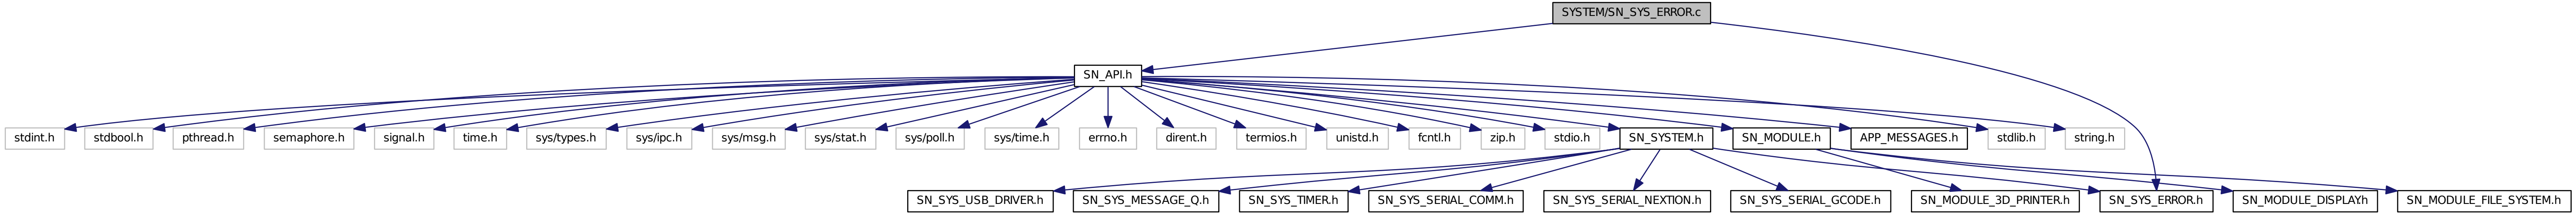 SYSTEM/SN_SYS_ERROR.c
SN_API.h
stdint.h
stdbool.h
pthread.h
semaphore.h
signal.h
time.h
sys/types.h
sys/ipc.h
sys/msg.h
sys/stat.h
sys/poll.h
sys/time.h
errno.h
dirent.h
termios.h
unistd.h
fcntl.h
zip.h
stdio.h
SN_SYSTEM.h
SN_MODULE.h
APP_MESSAGES.h
stdlib.h
string.h
SN_SYS_USB_DRIVER.h
SN_SYS_MESSAGE_Q.h
SN_SYS_TIMER.h
SN_SYS_SERIAL_COMM.h
SN_SYS_SERIAL_NEXTION.h
SN_SYS_SERIAL_GCODE.h
SN_MODULE_3D_PRINTER.h
SN_SYS_ERROR.h
SN_MODULE_DISPLAY.h
SN_MODULE_FILE_SYSTEM.h